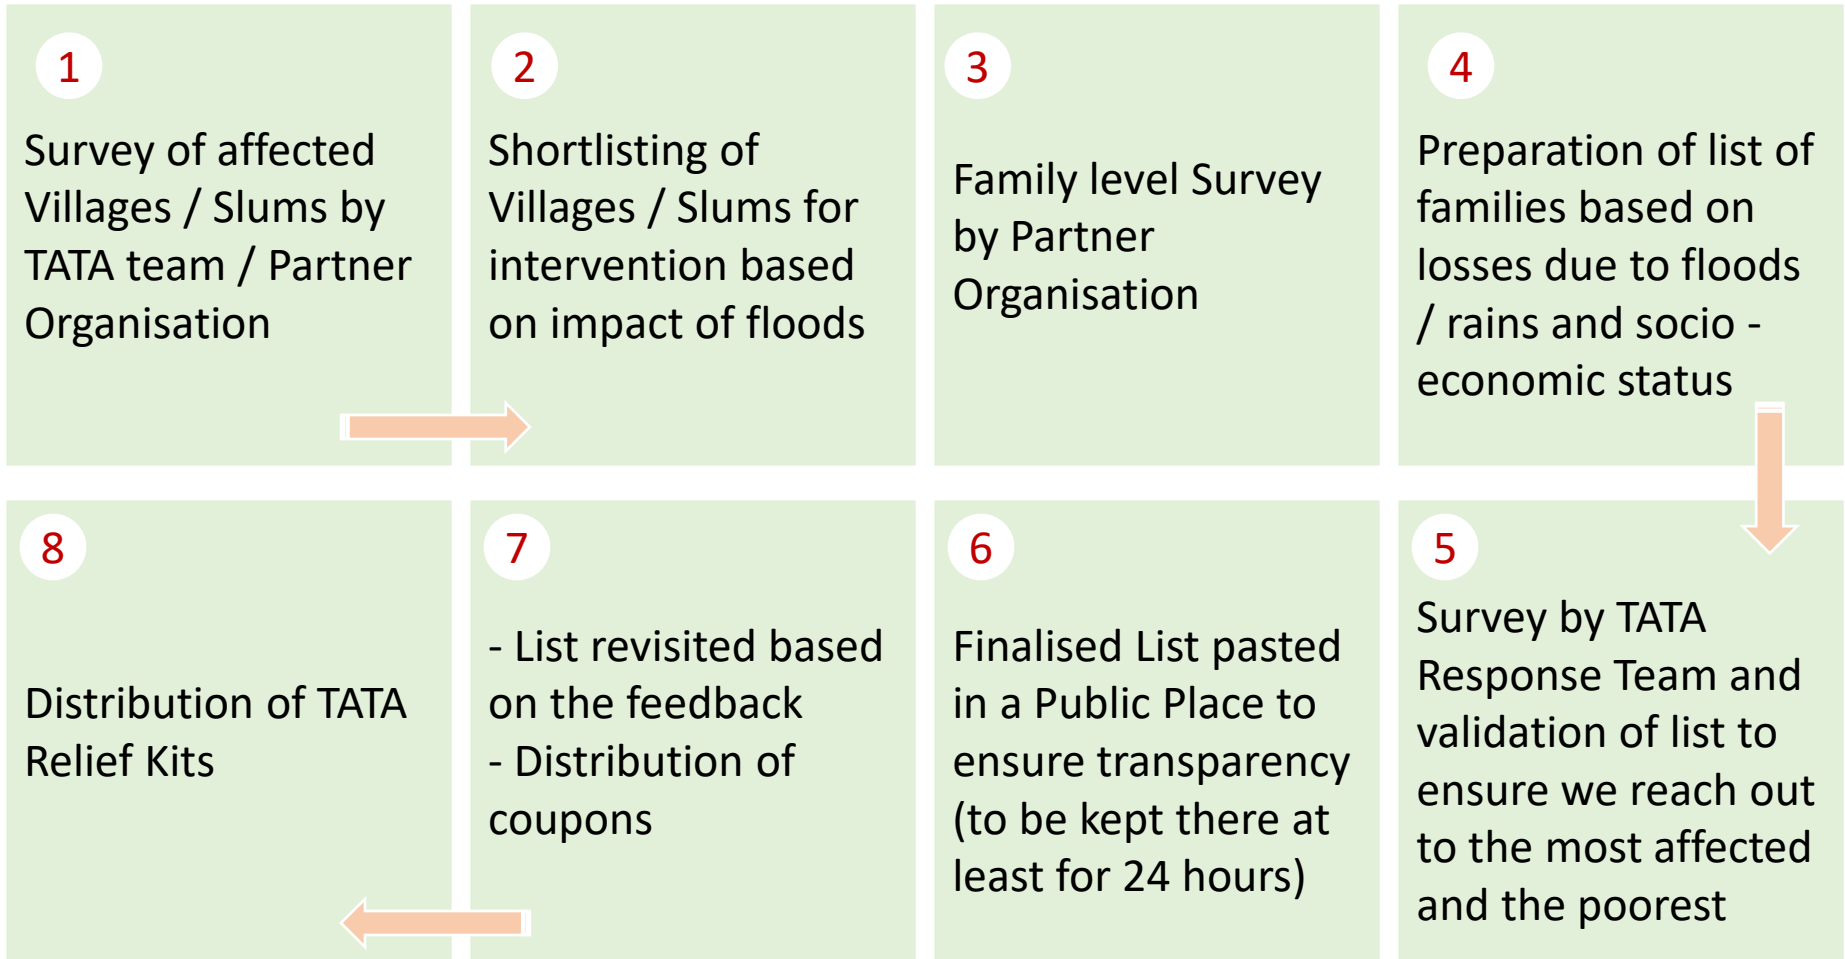 1
Survey of affected
Villages / Slums by
TATA team / Partner
Organisation
2
Shortlisting of
Villages / Slums for
intervention based
on impact of floods
3
Family level Survey
by Partner
Organisation
4
Preparation of list of
families based on
losses due to floods
/ rains and socio -
economic status
5
Survey by TATA
Response Team and
validation of list to
ensure we reach out
to the most affected
and the poorest
6
Finalised List pasted
in a Public Place to
ensure transparency
(to be kept there at
least for 24 hours)
7
- List revisited based
on the feedback
- Distribution of
coupons
8
Distribution of TATA
Relief Kits